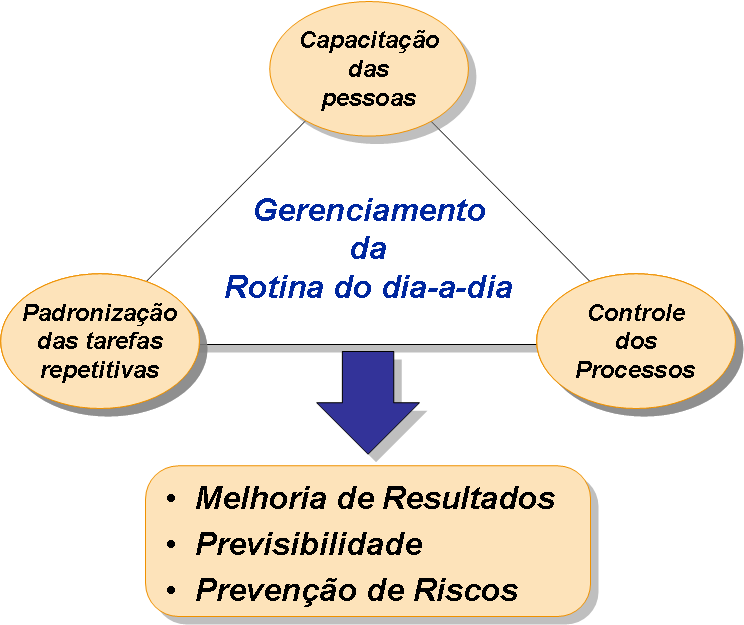 Capacitação
das
pessoas
Gerenciamento
da
Rotina do dia-a-dia
Padronização
das tarefas
repetitivas
Controle
dos
Processos
• Melhoria de Resultados
• Previsibilidade
• Prevenção de Riscos